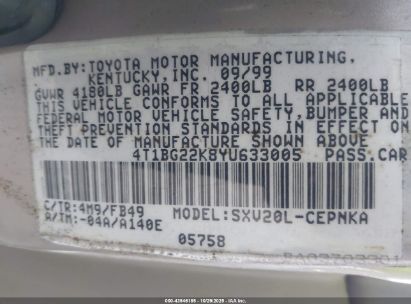 MFD.BY:TOYOTA MOTOR MANUFACTURING,
KENTUCKY,INC. 09/99
GVWR 4180LB GAWR FR 2400LB RR 2400LB
THIS VEHICLE CONFORMS TO ALL APPLICABLE
FEDERAL MOTOR VEHICLE SAFETY,BUMPER AND
THEFT PREVENTION STANDARDS IN EFFECT ON
THE DATE OF MANUFACTURE SHOWN ABOVE.
4T1BG22K8YU633005 PASS.CAR
C/TR:4M9/FB49 MODEL:SXV20L-CEPNKA
A/TM:-04A/A140E
05758